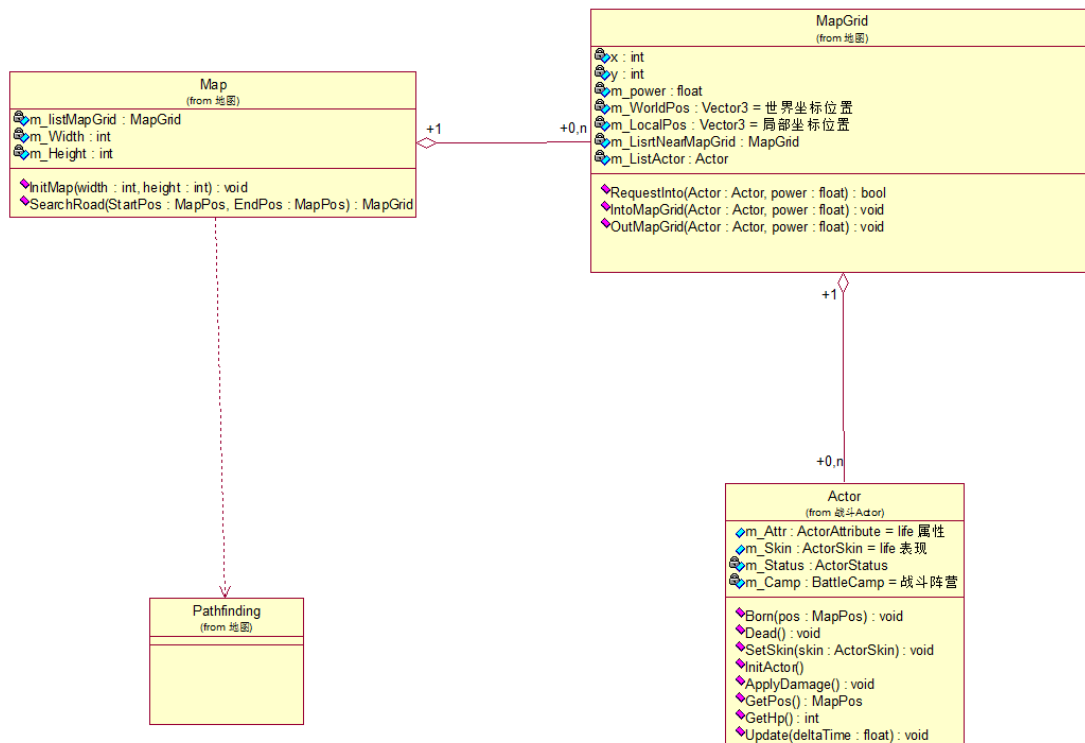 Map
(from 地图)
m_listMapGrid : MapGrid
m_Width : int
m_Height : int
InitMap(width : int, height : int) : void
SearchRoad(StartPos : MapPos, EndPos : MapPos) : MapGrid
+1
+0,n
MapGrid
(from 地图)
x : int
y : int
m_power : float
m_WorldPos : Vector3 = 世界坐标位置
m_LocalPos : Vector3 = 局部坐标位置
m_LisrtNearMapGrid : MapGrid
m_ListActor : Actor
RequestInto(Actor : Actor, power : float) : bool
IntoMapGrid(Actor : Actor, power : float) : void
OutMapGrid(Actor : Actor, power : float) : void
+1
+0,n
Pathfinding
(from 地图)
Actor
(from 战斗Actor)
m_Attr : ActorAttribute = life 属性
m_Skin : ActorSkin = life 表现
m_Status : ActorStatus
m_Camp : BattleCamp = 战斗阵营
Born(pos : MapPos) : void
Dead() : void
SetSkin(skin : ActorSkin) : void
InitActor()
ApplyDamage() : void
GetPos() : MapPos
GetHp() : int
Update(deltaTime : float) : void